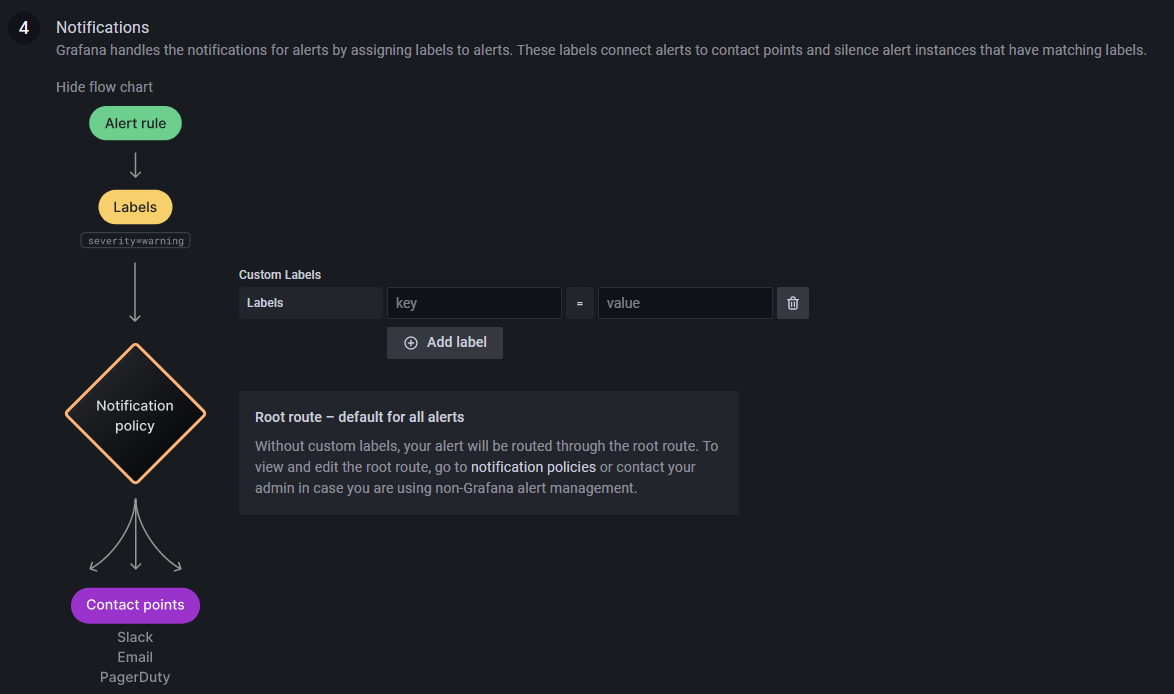 4
Notifications
Grafana handles the notifications for alerts by assigning labels to alerts. These labels connect alerts to contact points and silence alert instances that have matching labels.
Hide flow chart
Alert rule
Labels
severity=warning
Custom Labels
Labels key = value
Add label
Notification
policy
Root route – default for all alerts
Without custom labels, your alert will be routed through the root route. To
view and edit the root route, go to notification policies or contact your
admin in case you are using non-Grafana alert management.
Contact points
Slack
Email
PagerDuty